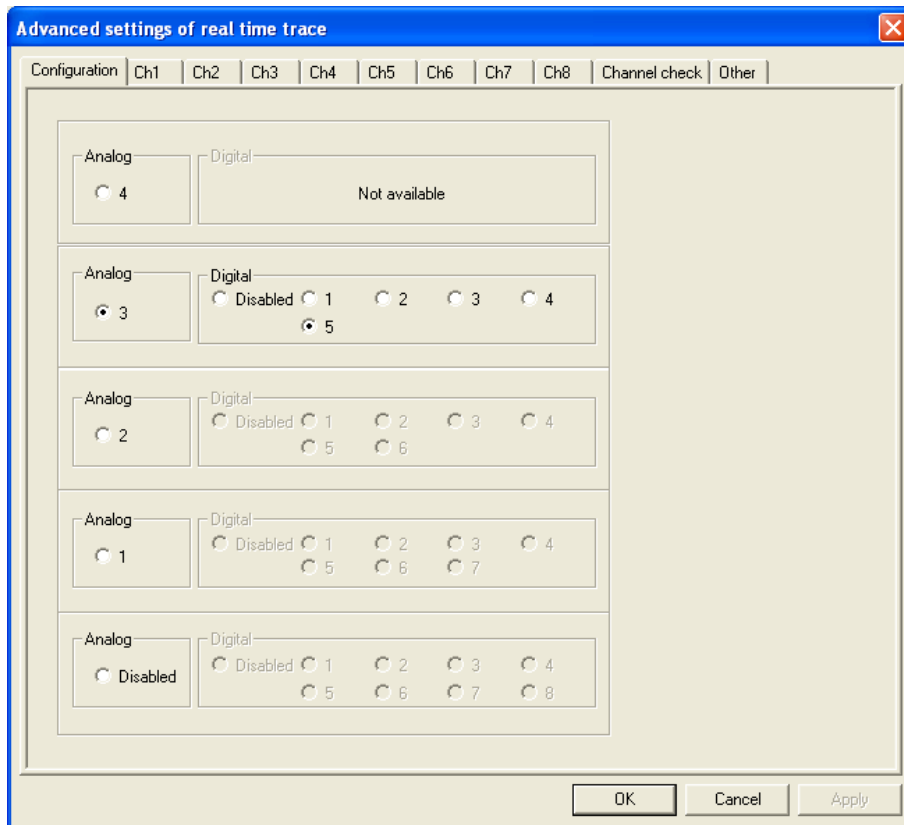 Advanced settings of real time trace
Configuration Ch1 Ch2 Ch3 Ch4 Ch5 Ch6 Ch7 Ch8 Channel check Other
Analog Digital
4 Not available
Analog Digital
3 Disabled 1 2 3 4
5
Analog Digital
2 Disabled 1 2 3 4
5 6
Analog Digital
1 Disabled 1 2 3 4
5 6 7
Analog Digital
Disabled Disabled 1 2 3 4
5 6 7 8
OK Cancel Apply